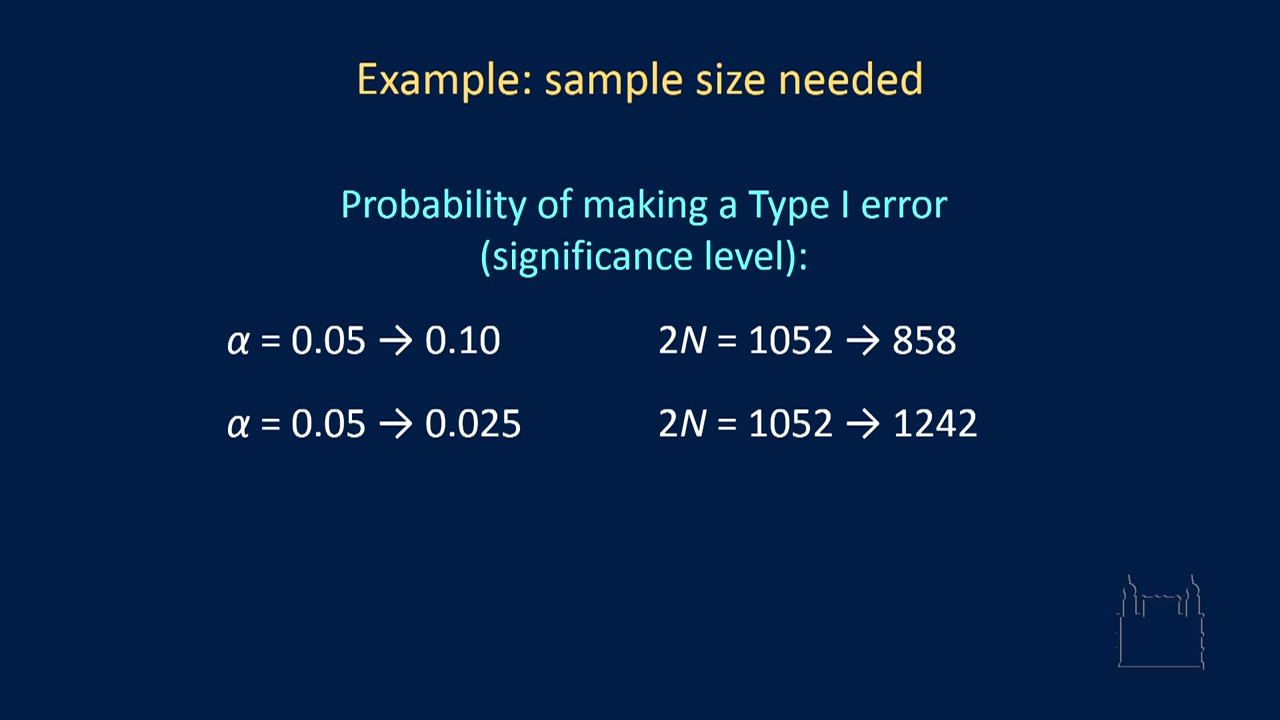 Example: sample size needed
Probability of making a Type I error
(significance level):
α = 0.05 → 0.10 2N = 1052 → 858
α = 0.05 → 0.025 2N = 1052 → 1242